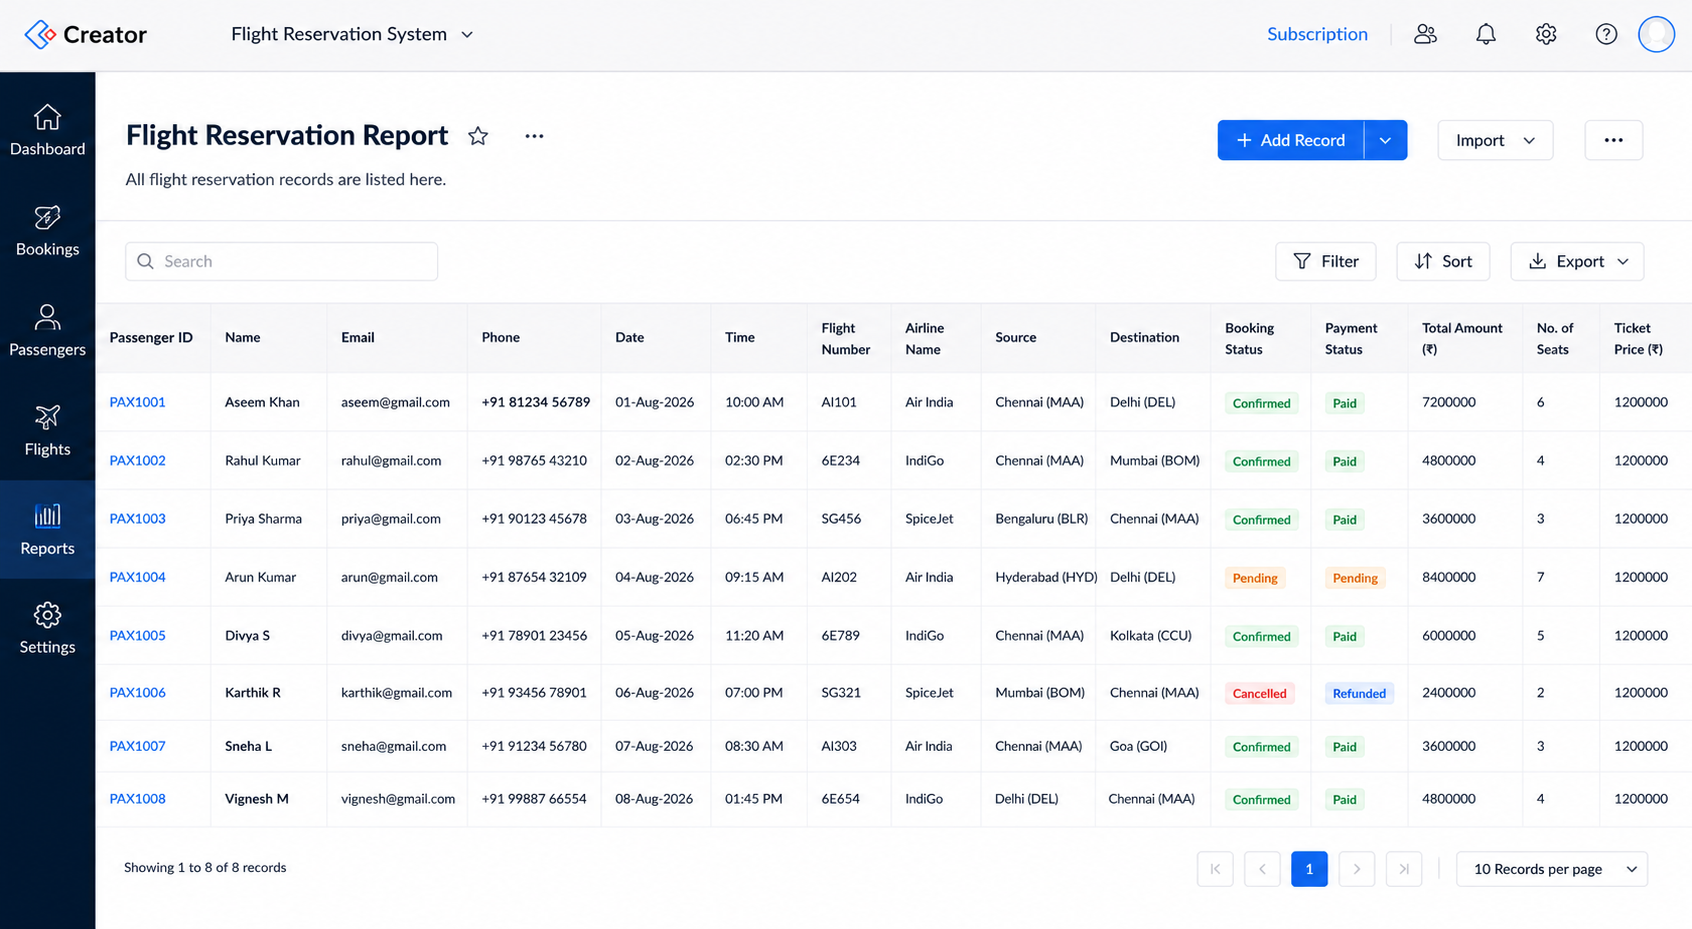 Creator
Flight Reservation System
Subscription
Dashboard
Bookings
Passengers
Flights
Reports
Settings
Flight Reservation Report
All flight reservation records are listed here.
+ Add Record
Import
Search
Filter
Sort
Export
Passenger ID Name Email Phone Date Time Flight Number Airline Name Source Destination Booking Status Payment Status Total Amount (₹) No. of Seats Ticket Price (₹)
PAX1001 Aseem Khan aseem@gmail.com +91 81234 56789 01-Aug-2026 10:00 AM AI101 Air India Chennai (MAA) Delhi (DEL) Confirmed Paid 7200000 6 1200000
PAX1002 Rahul Kumar rahul@gmail.com +91 98765 43210 02-Aug-2026 02:30 PM 6E234 IndiGo Chennai (MAA) Mumbai (BOM) Confirmed Paid 4800000 4 1200000
PAX1003 Priya Sharma priya@gmail.com +91 90123 45678 03-Aug-2026 06:45 PM SG456 SpiceJet Bengaluru (BLR) Chennai (MAA) Confirmed Paid 3600000 3 1200000
PAX1004 Arun Kumar arun@gmail.com +91 87654 32109 04-Aug-2026 09:15 AM AI202 Air India Hyderabad (HYD) Delhi (DEL) Pending Pending 8400000 7 1200000
PAX1005 Divya S divya@gmail.com +91 78901 23456 05-Aug-2026 11:20 AM 6E789 IndiGo Chennai (MAA) Kolkata (CCU) Confirmed Paid 6000000 5 1200000
PAX1006 Karthik R karthik@gmail.com +91 93456 78901 06-Aug-2026 07:00 PM SG321 SpiceJet Mumbai (BOM) Chennai (MAA) Cancelled Refunded 2400000 2 1200000
PAX1007 Sneha L sneha@gmail.com +91 91234 56780 07-Aug-2026 08:30 AM AI303 Air India Chennai (MAA) Goa (GOI) Confirmed Paid 3600000 3 1200000
PAX1008 Vignesh M vignesh@gmail.com +91 99887 66554 08-Aug-2026 01:45 PM 6E654 IndiGo Delhi (DEL) Chennai (MAA) Confirmed Paid 4800000 4 1200000
Showing 1 to 8 of 8 records
1
10 Records per page